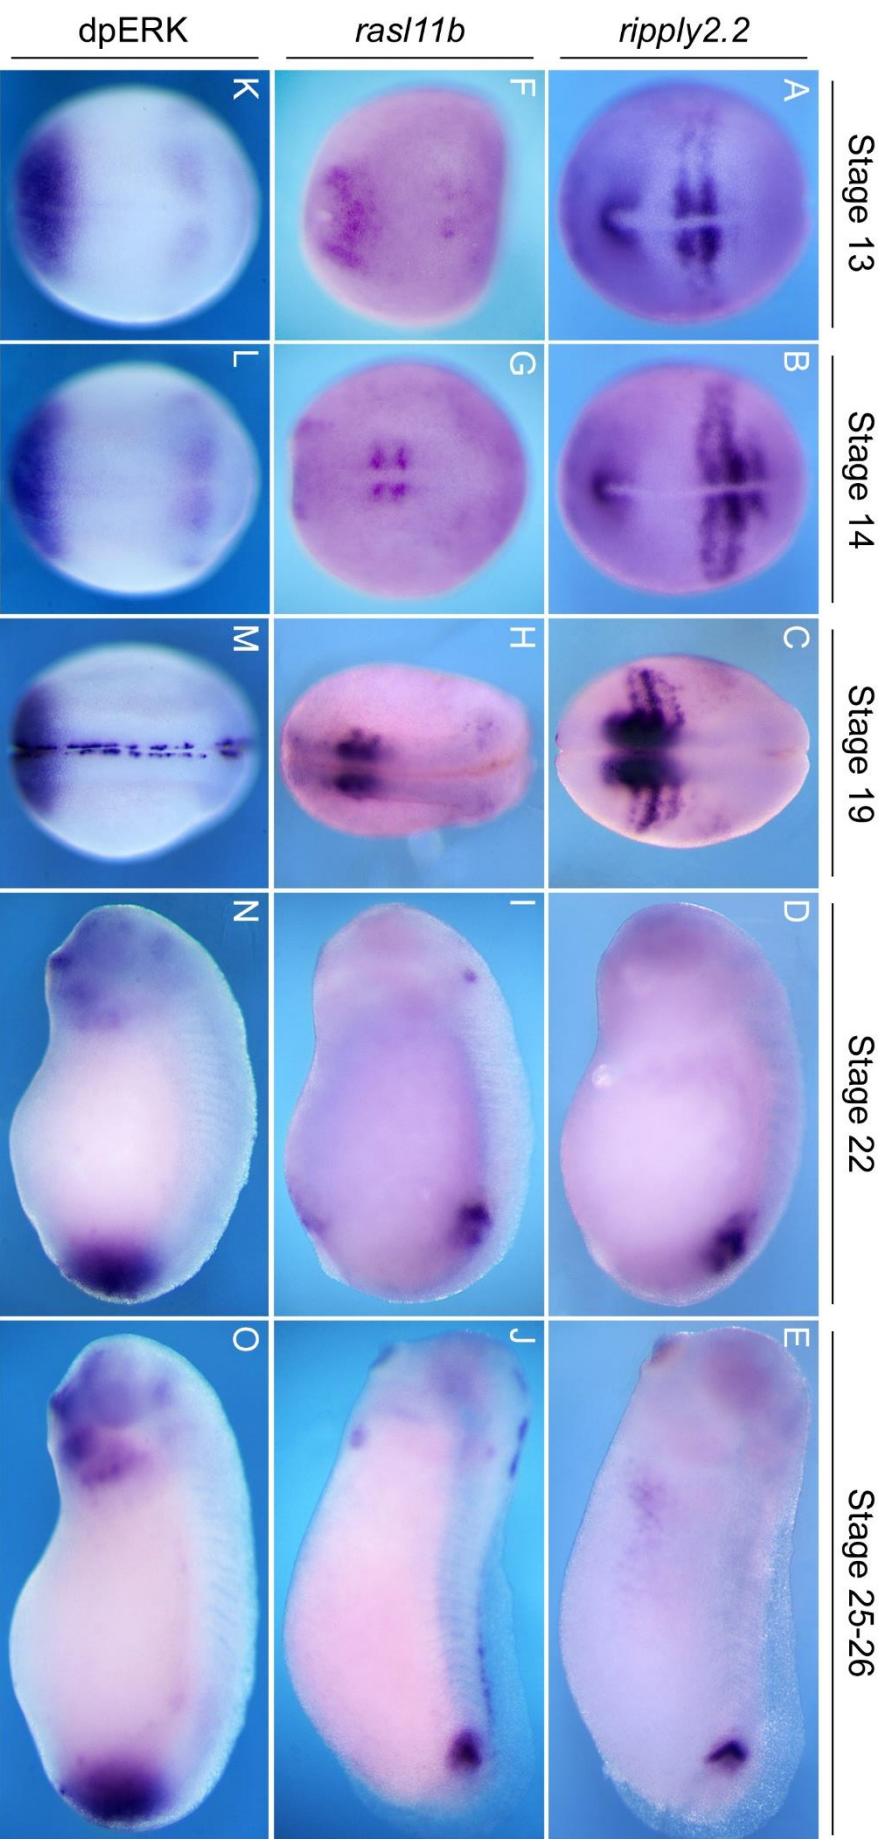 dpERK
rasl11b
ripply2.2
Stage 13
Stage 14
Stage 19
Stage 22
Stage 25-26
A
B
C
D
E
F
G
H
I
J
K
L
M
N
O